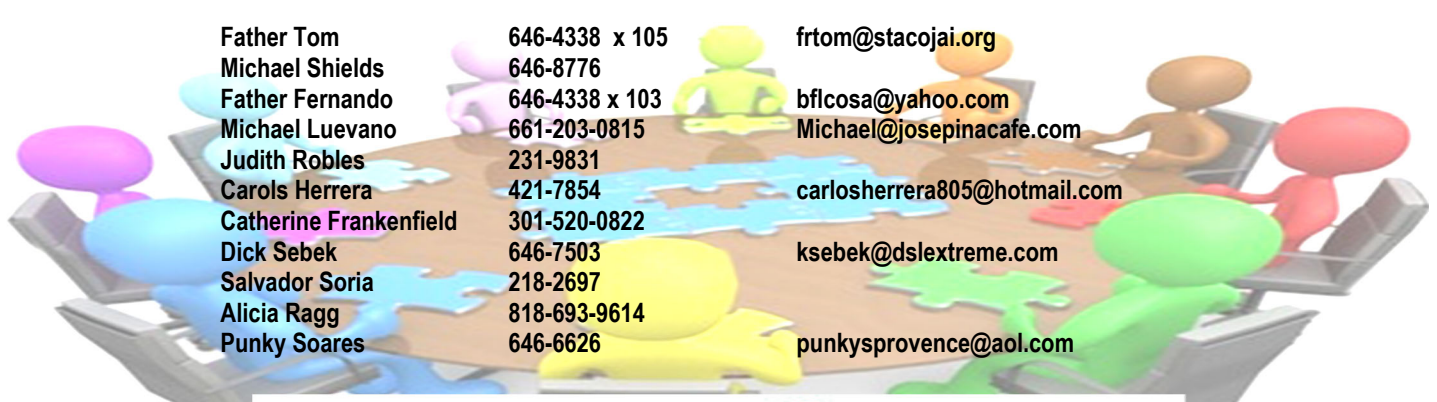 Father Tom 646-4338 x 105 frtom@stacojai.org
Michael Shields 646-8776
Father Fernando 646-4338 x 103 bflcosa@yahoo.com
Michael Luevano 661-203-0815 Michael@josepinacafe.com
Judith Robles 231-9831
Carols Herrera 421-7854 carlosherrera805@hotmail.com
Catherine Frankenfield 301-520-0822
Dick Sebek 646-7503 ksebek@dslextreme.com
Salvador Soria 218-2697
Alicia Ragg 818-693-9614
Punky Soares 646-6626 punkysprovence@aol.com